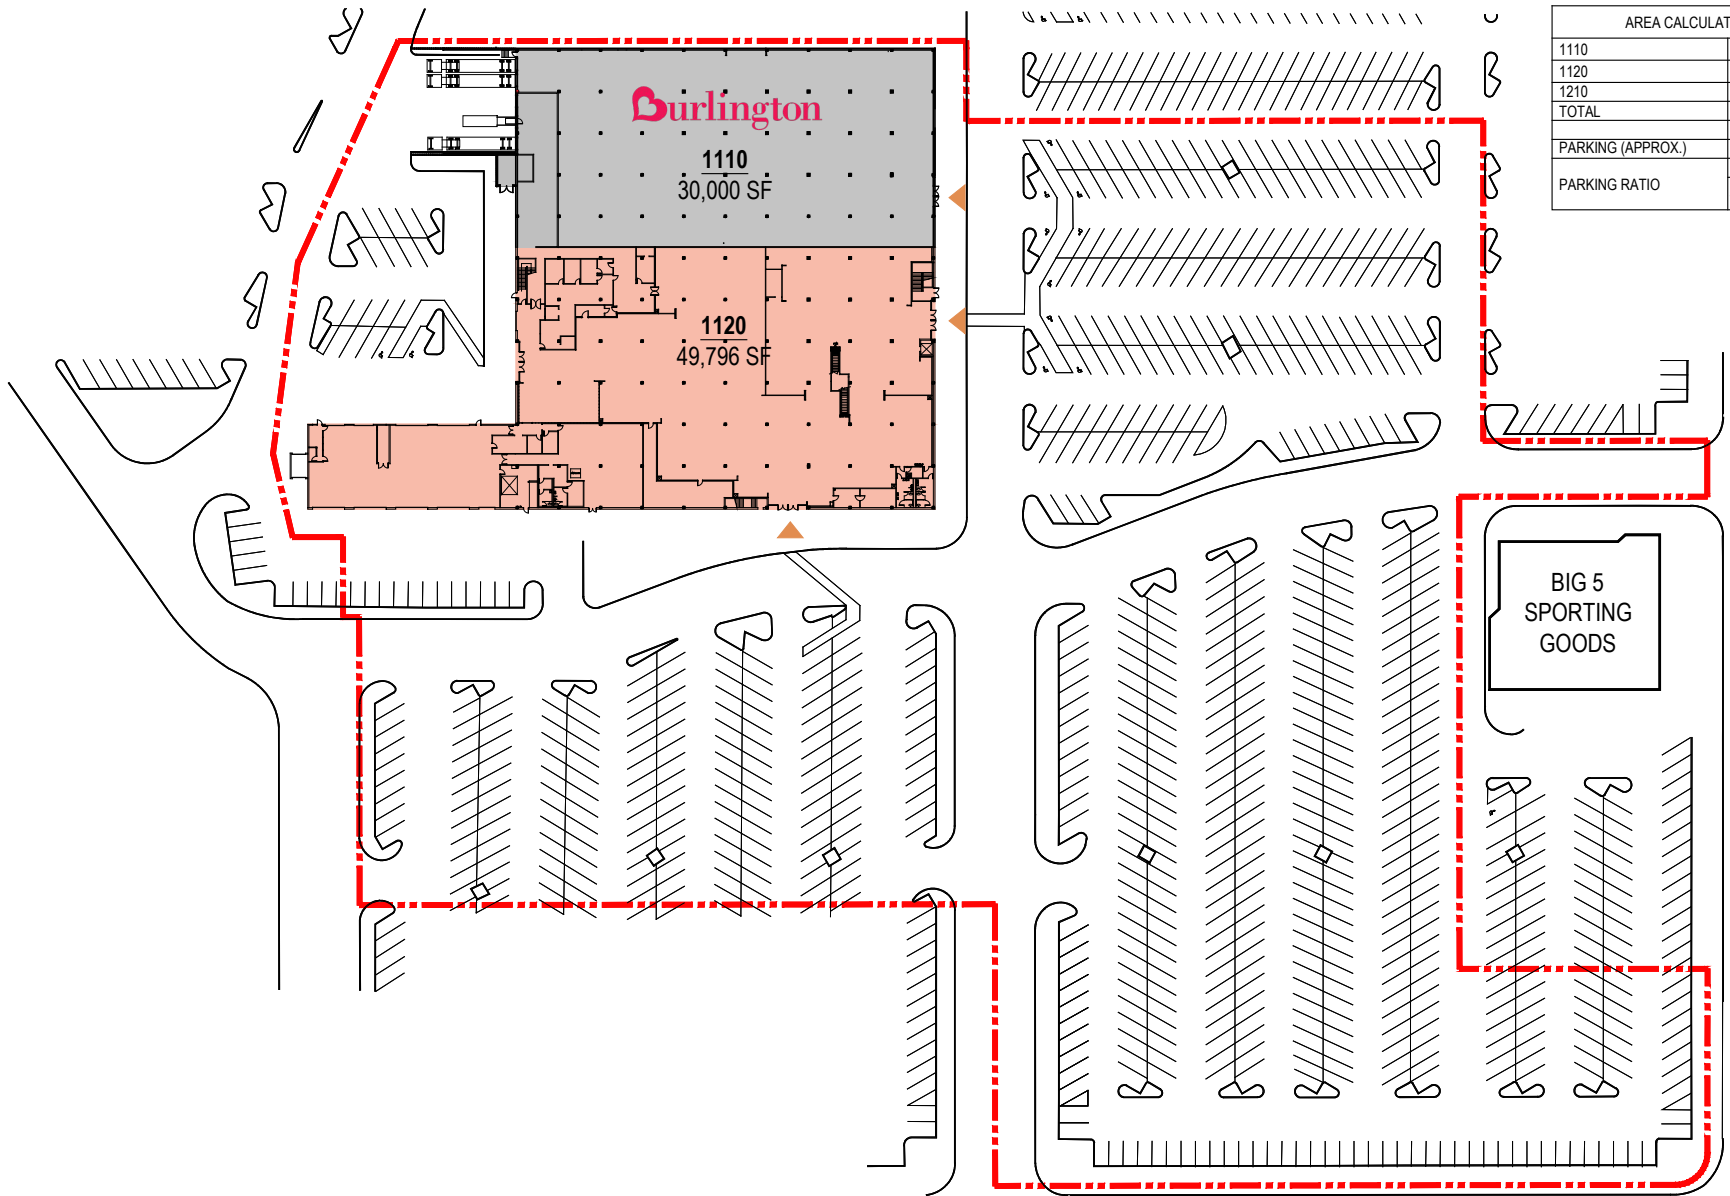 Burlington
1110
30,000 SF
1120
49,796 SF
BIG 5
SPORTING
GOODS
AREA CALCULAT
1110
1120
1210
TOTAL
PARKING (APPROX.)
PARKING RATIO